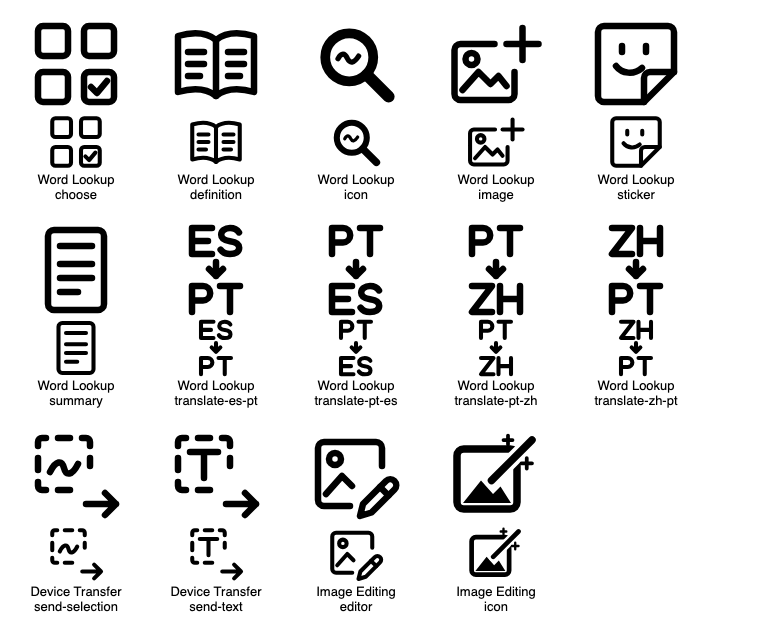 Word Lookup
choose
Word Lookup
definition
Word Lookup
icon
Word Lookup
image
Word Lookup
sticker
ES
PT
PT
ES
PT
ZH
ZH
PT
ES
PT
PT
ES
PT
ZH
ZH
PT
Word Lookup
summary
Word Lookup
translate-es-pt
Word Lookup
translate-pt-es
Word Lookup
translate-pt-zh
Word Lookup
translate-zh-pt
T
T
Device Transfer
send-selection
Device Transfer
send-text
Image Editing
editor
Image Editing
icon